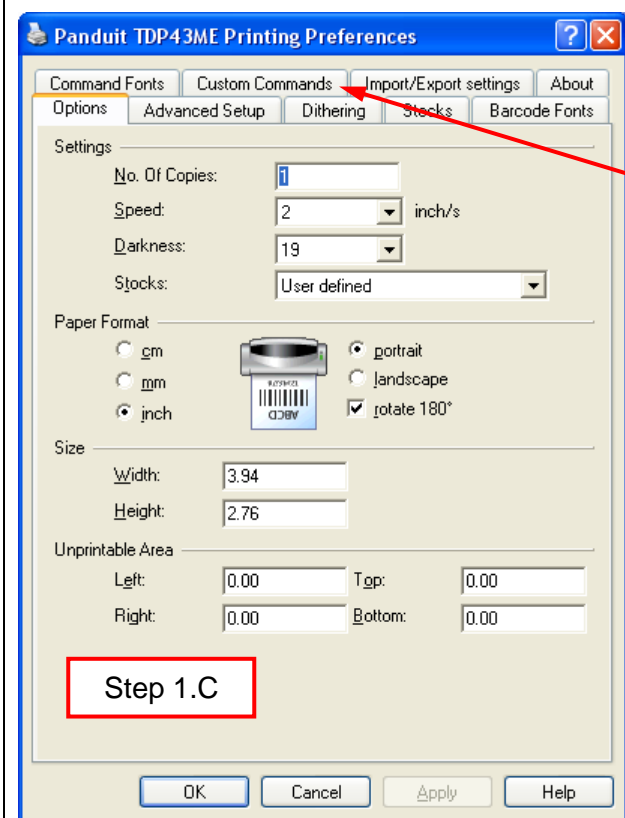 Panduit TDP43ME Printing Preferences
Command Fonts Custom Commands Import/Export settings About
Options Advanced Setup Dithering Stocks Barcode Fonts
Settings
No. Of Copies: 1
Speed: 2 inch/s
Darkness: 19
Stocks: User defined
Paper Format
cm
mm
inch
ABCD
portrait
landscape
rotate 180°
Size
Width: 3.94
Height: 2.76
Unprintable Area
Left: 0.00 Top: 0.00
Right: 0.00 Bottom: 0.00
Step 1.C
OK Cancel Apply Help